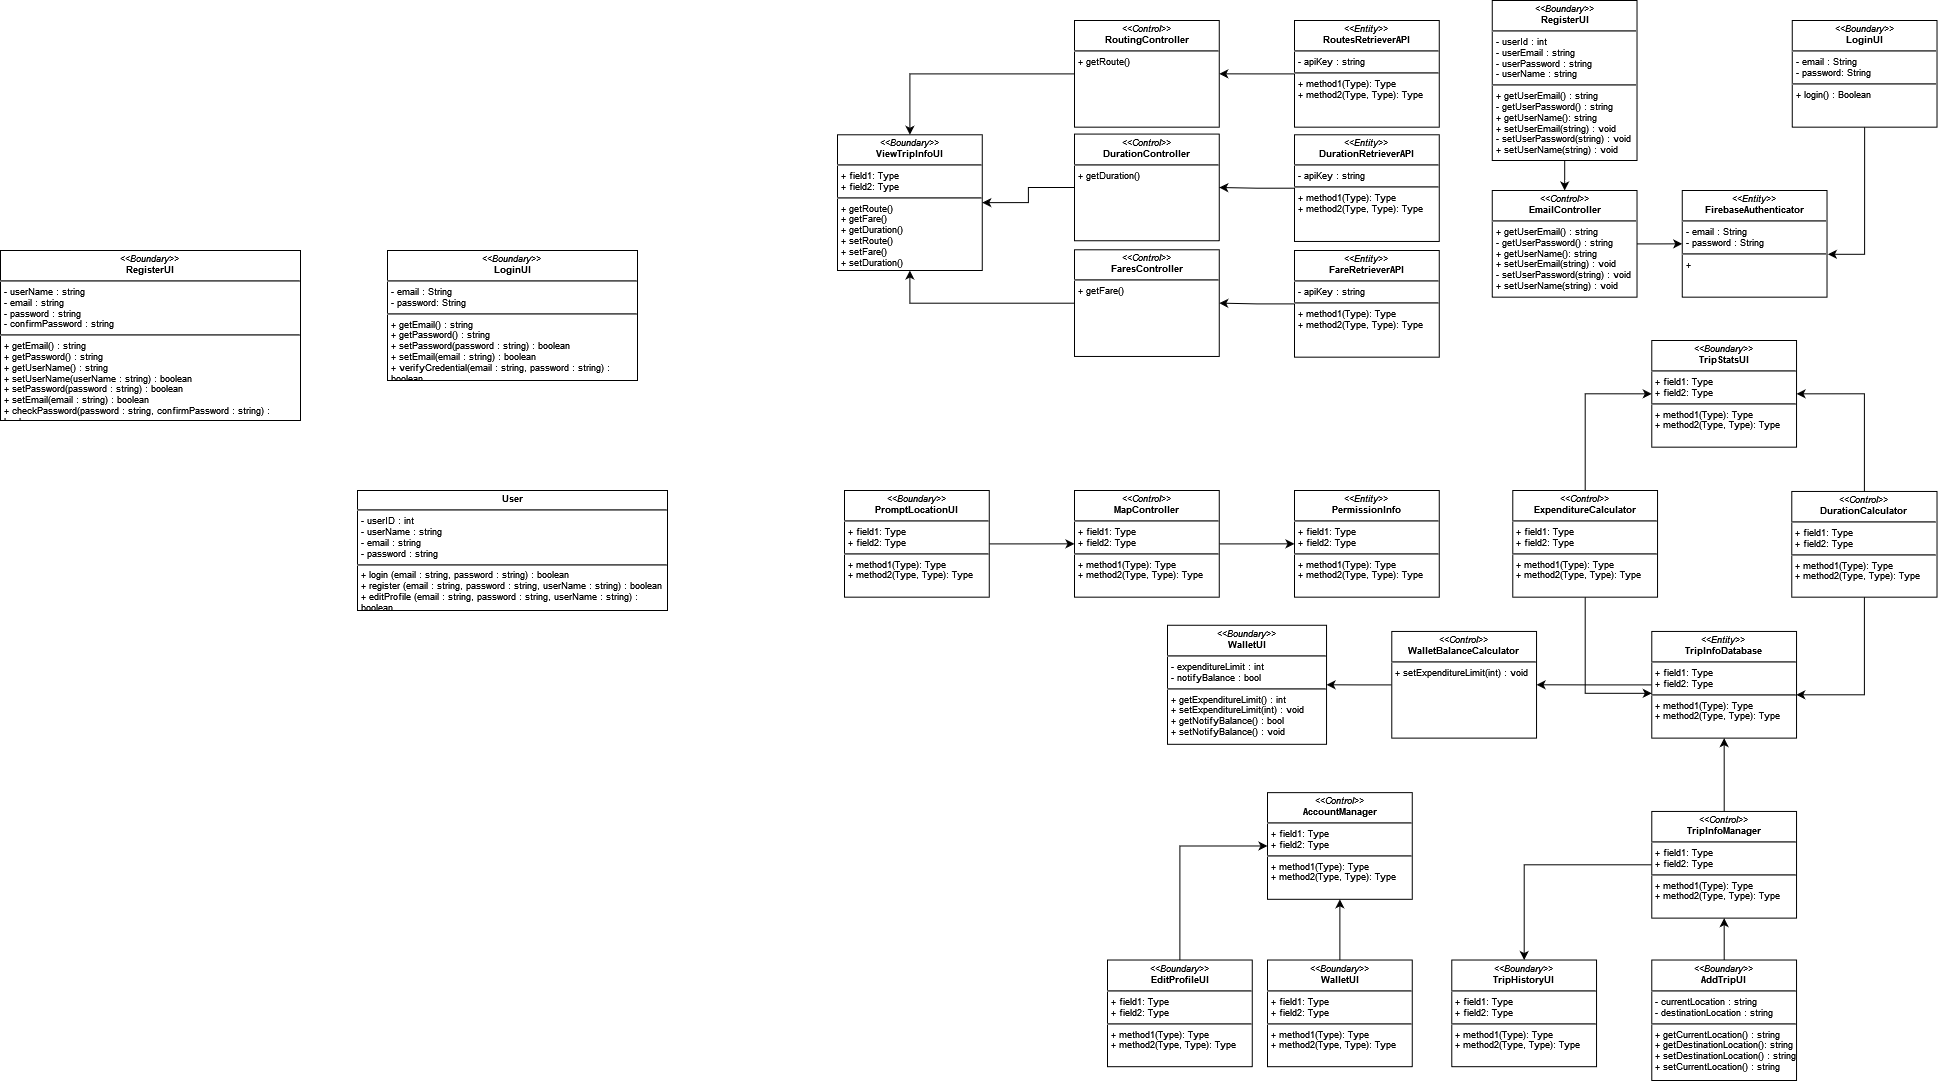 <<Boundary>>
RegisterUI
- userName : string
- email : string
- password : string
- confirmPassword : string
+ getEmail() : string
+ getPassword() : string
+ getUserName() : string
+ setUserName(userName : string) : boolean
+ setPassword(password : string) : boolean
+ setEmail(email : string) : boolean
+ checkPassword(password : string, confirmPassword : string) :
<<Boundary>>
LoginUI
- email : String
- password: String
+ getEmail() : string
+ getPassword() : string
+ setPassword(password : string) : boolean
+ setEmail(email : string) : boolean
+ verifyCredential(email : string, password : string) :
boolean
User
- userID : int
- userName : string
- email : string
- password : string
+ login (email : string, password : string) : boolean
+ register (email : string, password : string, userName : string) : boolean
+ editProfile (email : string, password : string, userName : string) :
boolean
<<Boundary>>
ViewTripInfoUI
+ field1: Type
+ field2: Type
+ getRoute()
+ getFare()
+ getDuration()
+ setRoute()
+ setFare()
+ setDuration()
<<Control>>
RoutingController
+ getRoute()
<<Entity>>
RoutesRetrieverAPI
- apiKey : string
+ method1(Type): Type
+ method2(Type, Type): Type
<<Control>>
DurationController
+ getDuration()
<<Entity>>
DurationRetrieverAPI
- apiKey : string
+ method1(Type): Type
+ method2(Type, Type): Type
<<Control>>
FaresController
+ getFare()
<<Entity>>
FareRetrieverAPI
- apiKey : string
+ method1(Type): Type
+ method2(Type, Type): Type
<<Boundary>>
RegisterUI
- userId : int
- userEmail : string
- userPassword : string
- userName : string
+ getUserEmail() : string
- getUserPassword() : string
+ getUserName(): string
+ setUserEmail(string) : void
- setUserPassword(string) : void
+ setUserName(string) : void
<<Boundary>>
LoginUI
- email : String
- password: String
+ login() : Boolean
<<Control>>
EmailController
+ getUserEmail() : string
- getUserPassword() : string
+ getUserName(): string
+ setUserEmail(string) : void
- setUserPassword(string) : void
+ setUserName(string) : void
<<Entity>>
FirebaseAuthenticator
- email : String
- password : String
+
<<Boundary>>
TripStatsUI
+ field1: Type
+ field2: Type
+ method1(Type): Type
+ method2(Type, Type): Type
<<Boundary>>
PromptLocationUI
+ field1: Type
+ field2: Type
+ method1(Type): Type
+ method2(Type, Type): Type
<<Control>>
MapController
+ field1: Type
+ field2: Type
+ method1(Type): Type
+ method2(Type, Type): Type
<<Entity>>
PermissionInfo
+ field1: Type
+ field2: Type
+ method1(Type): Type
+ method2(Type, Type): Type
<<Control>>
ExpenditureCalculator
+ field1: Type
+ field2: Type
+ method1(Type): Type
+ method2(Type, Type): Type
<<Control>>
DurationCalculator
+ field1: Type
+ field2: Type
+ method1(Type): Type
+ method2(Type, Type): Type
<<Boundary>>
WalletUI
- expenditureLimit : int
- notifyBalance : bool
+ getExpenditureLimit() : int
+ setExpenditureLimit(int) : void
+ getNotifyBalance() : bool
+ setNotifyBalance() : void
<<Control>>
WalletBalanceCalculator
+ setExpenditureLimit(int) : void
<<Entity>>
TripInfoDatabase
+ field1: Type
+ field2: Type
+ method1(Type): Type
+ method2(Type, Type): Type
<<Control>>
AccountManager
+ field1: Type
+ field2: Type
+ method1(Type): Type
+ method2(Type, Type): Type
<<Control>>
TripInfoManager
+ field1: Type
+ field2: Type
+ method1(Type): Type
+ method2(Type, Type): Type
<<Boundary>>
EditProfileUI
+ field1: Type
+ field2: Type
+ method1(Type): Type
+ method2(Type, Type): Type
<<Boundary>>
WalletUI
+ field1: Type
+ field2: Type
+ method1(Type): Type
+ method2(Type, Type): Type
<<Boundary>>
TripHistoryUI
+ field1: Type
+ field2: Type
+ method1(Type): Type
+ method2(Type, Type): Type
<<Boundary>>
AddTripUI
- currentLocation : string
- destinationLocation : string
+ getCurrentLocation() : string
+ getDestinationLocation(): string
+ setDestinationLocation() : string
+ setCurrentLocation() : string